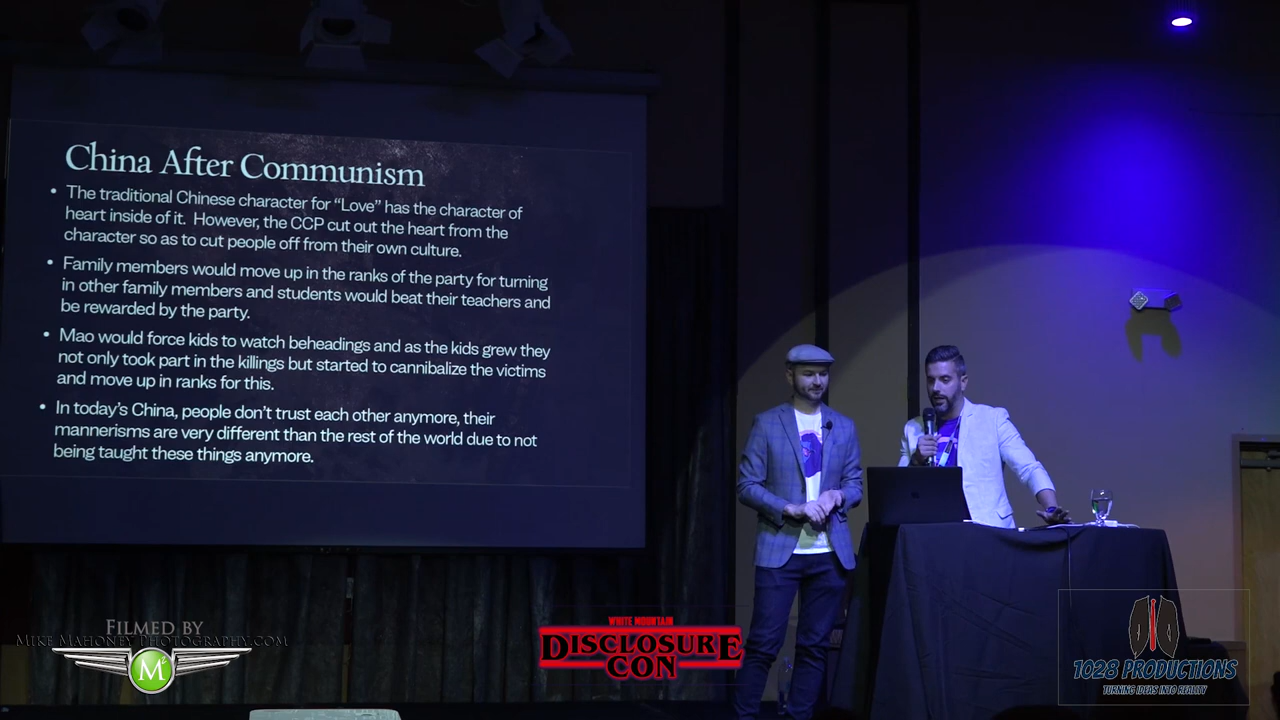 China After Communism
• The traditional Chinese character for “Love” has the character of
heart inside of it. However, the CCP cut out the heart from the
character so as to cut people off from their own culture.
• Family members would move up in the ranks of the party for turning
in other family members and students would beat their teachers and
be rewarded by the party.
• Mao would force kids to watch beheadings and as the kids grew they
not only took part in the killings but started to cannibalize the victims
and move up in ranks for this.
• In today’s China, people don’t trust each other anymore, their
mannerisms are very different than the rest of the world due to not
being taught these things anymore.
FILMED BY
MIKE MAHONEY PHOTOGRAPHY.COM
M
WHITE MOUNTAIN
DISCLOSURE
CON
1028 PRODUCTIONS
TURNING IDEAS INTO REALITY